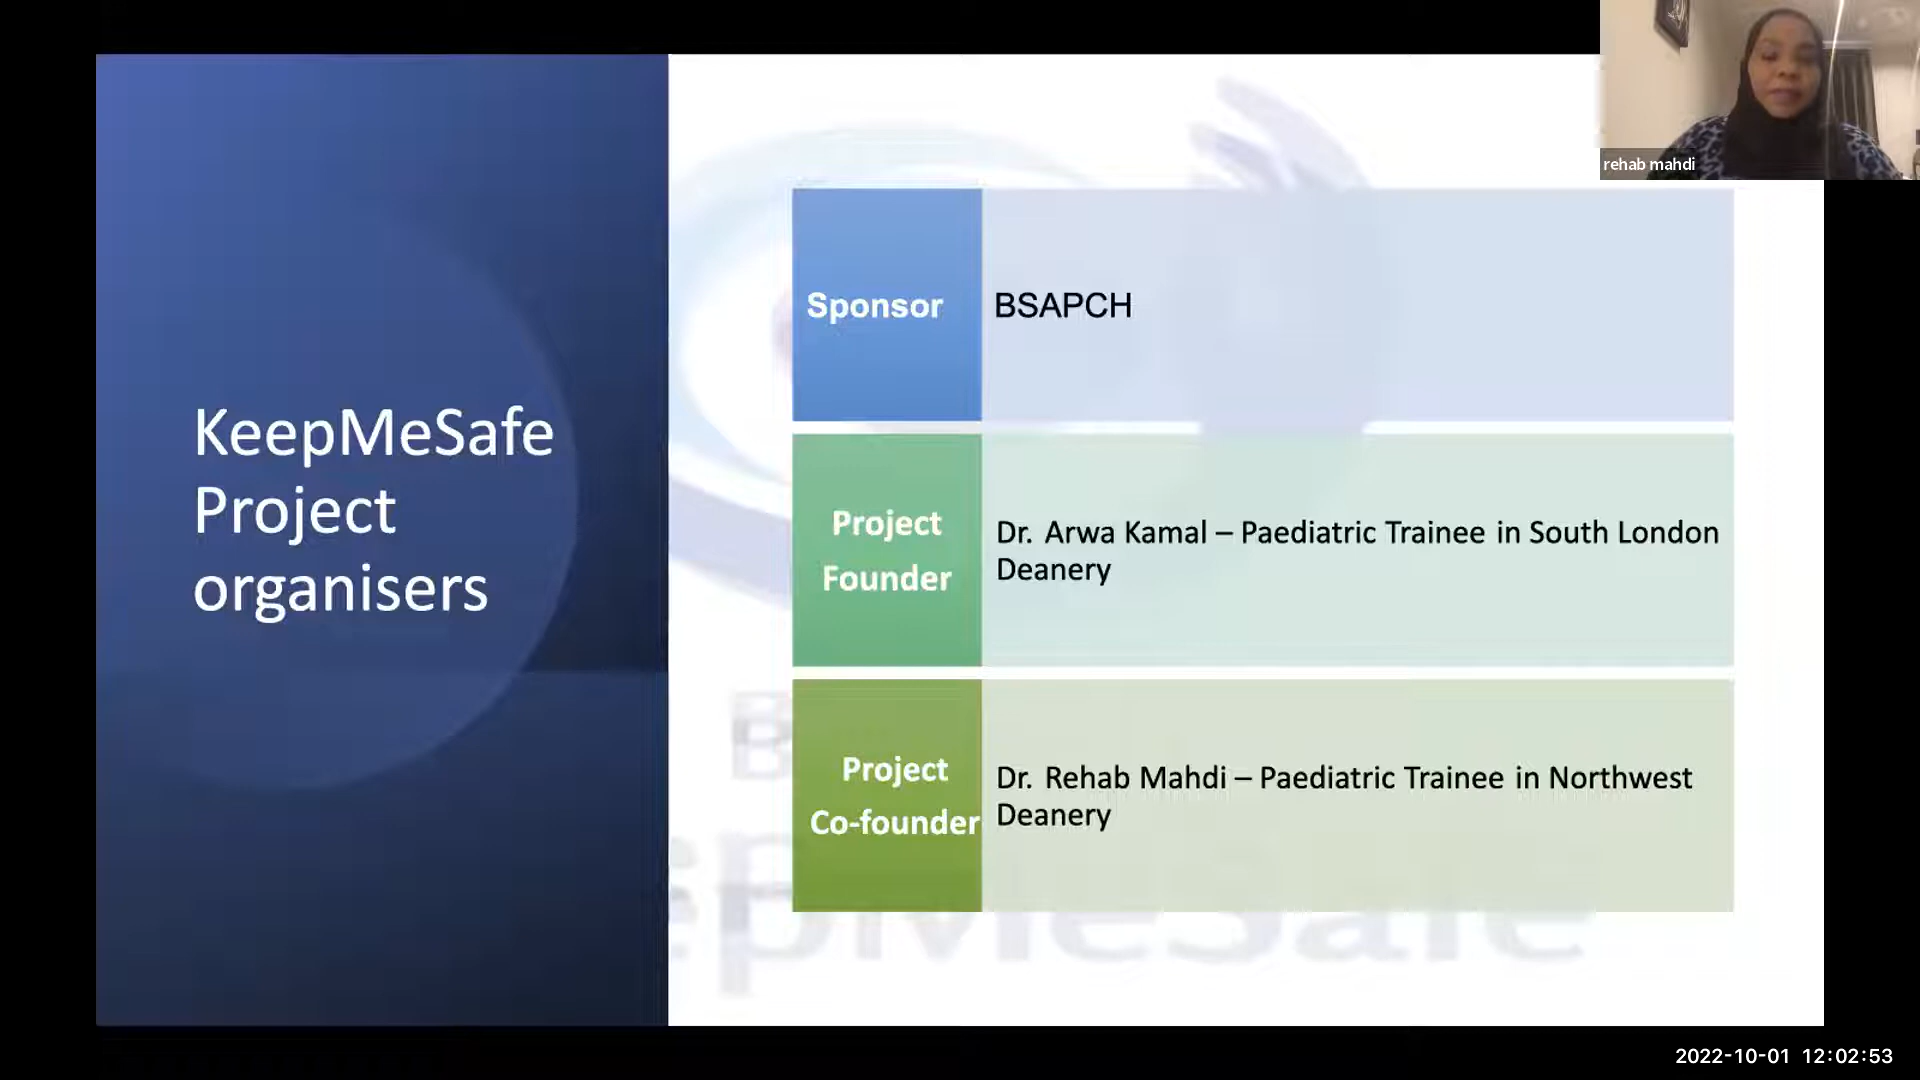 rehab mahdi
KeepMeSafe
Project
organisers
Sponsor
BSAPCH
Project
Founder
Dr. Arwa Kamal – Paediatric Trainee in South London
Deanery
Project
Co-founder
Dr. Rehab Mahdi – Paediatric Trainee in Northwest
Deanery
epMeSafe
2022-10-01 12:02:53